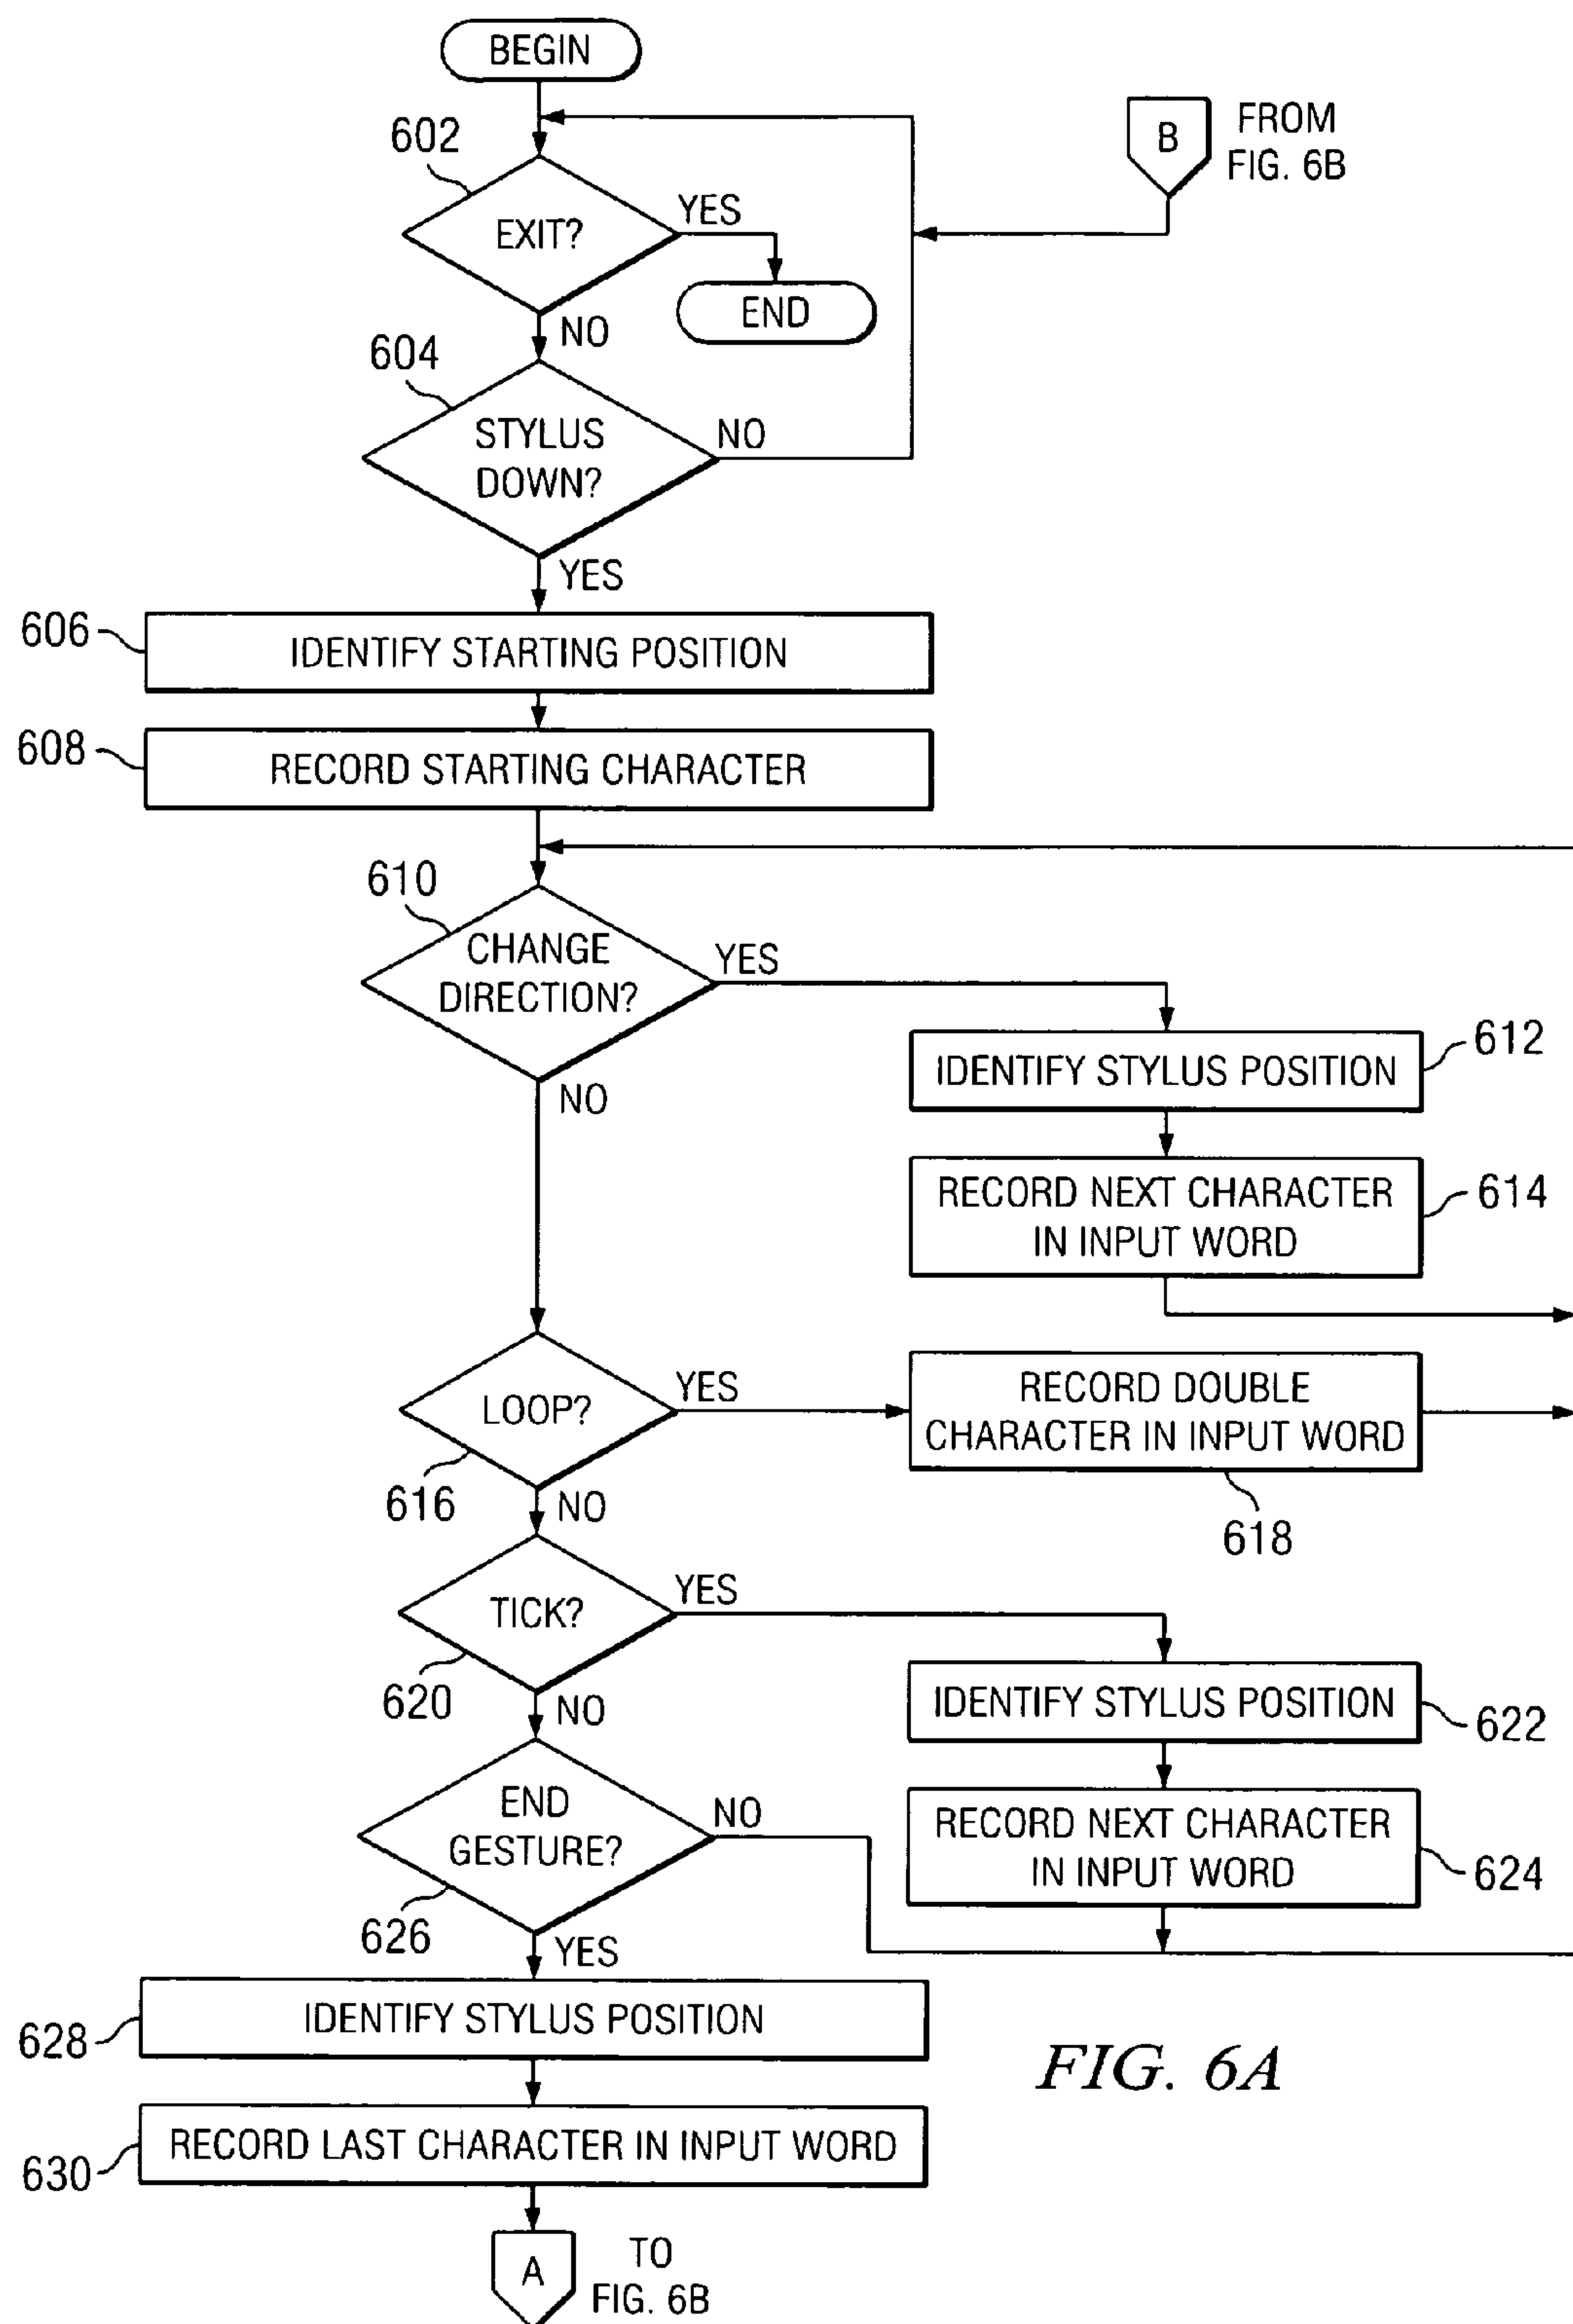 BEGIN
602
B
FROM
FIG. 6B
EXIT?
YES
END
NO
604
STYLUS
DOWN?
NO
YES
606
IDENTIFY STARTING POSITION
608
RECORD STARTING CHARACTER
610
CHANGE
DIRECTION?
YES
NO
IDENTIFY STYLUS POSITION
612
RECORD NEXT CHARACTER
IN INPUT WORD
614
LOOP?
YES
616
NO
RECORD DOUBLE
CHARACTER IN INPUT WORD
618
TICK?
YES
620
NO
IDENTIFY STYLUS POSITION
622
RECORD NEXT CHARACTER
IN INPUT WORD
624
END
GESTURE?
NO
626
YES
628
IDENTIFY STYLUS POSITION
FIG. 6A
630
RECORD LAST CHARACTER IN INPUT WORD
A
TO
FIG. 6B